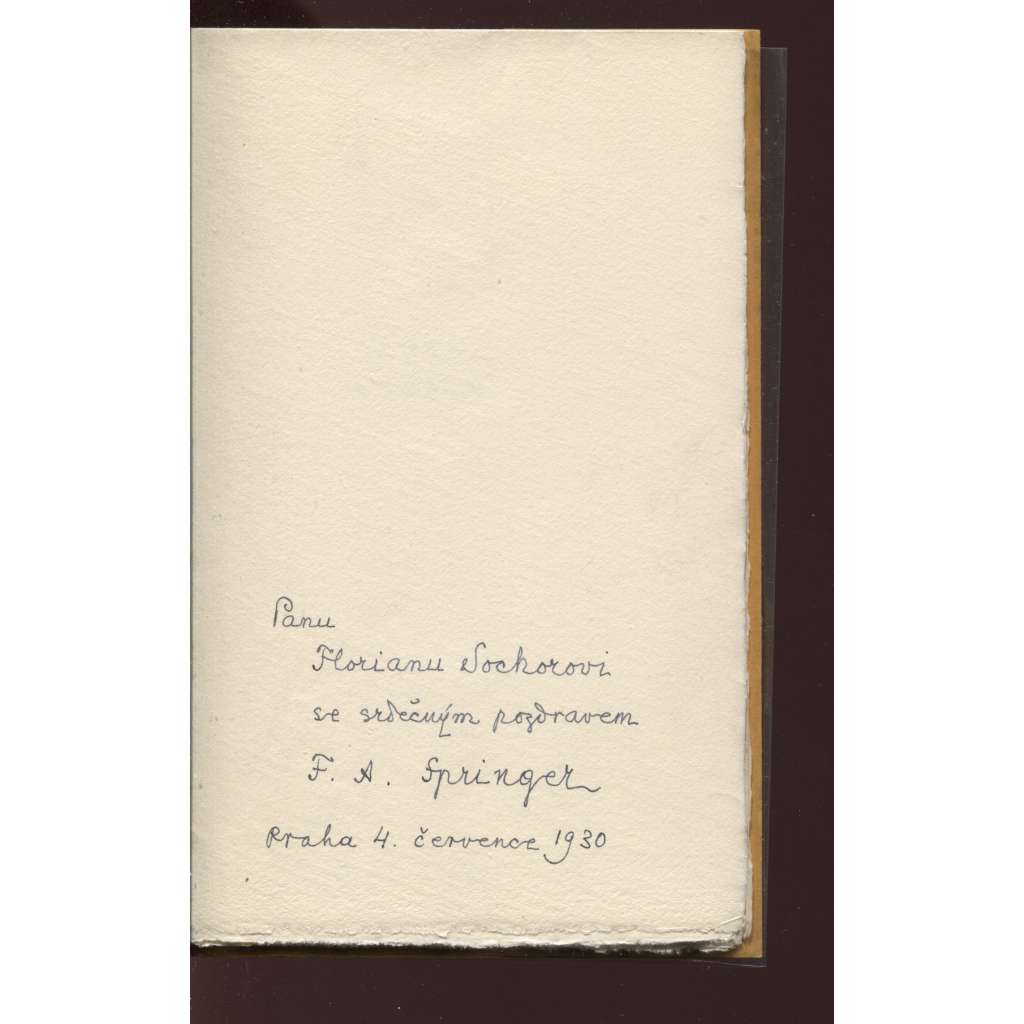 Panu
Florianu Sochorovi
se srdečným pozdravem
F. A. Springer
Praha 4. července 1930